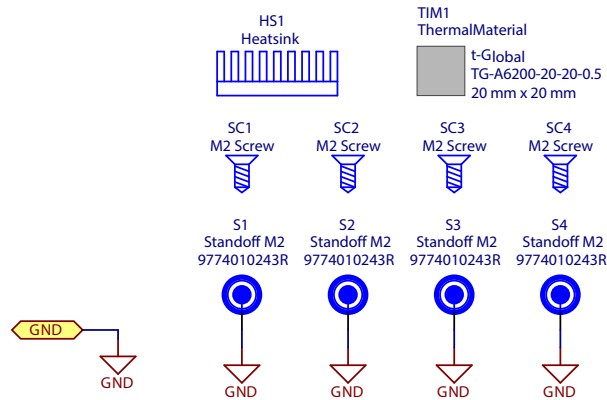 HS1
Heatsink
TIM1
ThermalMaterial
t-Global
TG-A6200-20-20-0.5
20 mm x 20 mm
SC1
M2 Screw
SC2
M2 Screw
SC3
M2 Screw
SC4
M2 Screw
S1
Standoff M2
9774010243R
S2
Standoff M2
9774010243R
S3
Standoff M2
9774010243R
S4
Standoff M2
9774010243R
GND
GND
GND
GND
GND
GND